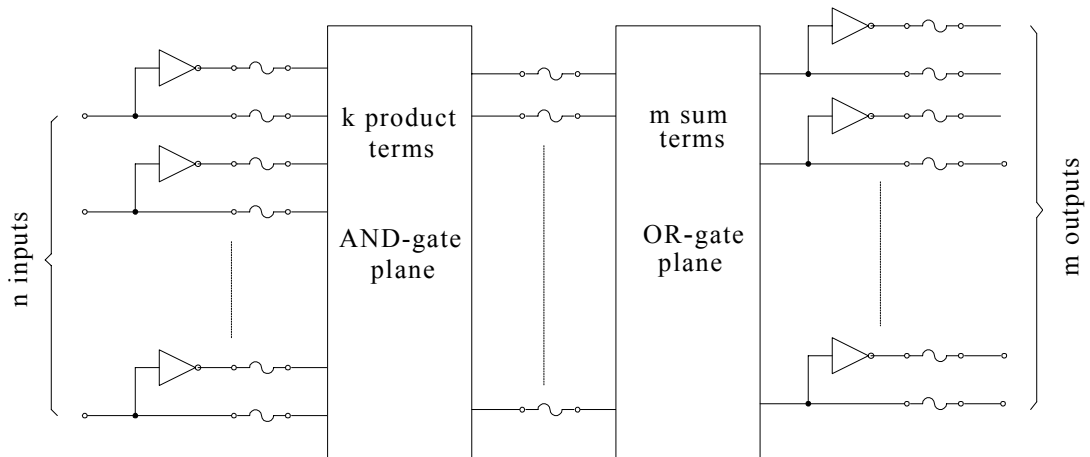 n inputs
k product
terms
AND-gate
plane
m sum
terms
OR-gate
plane
m outputs